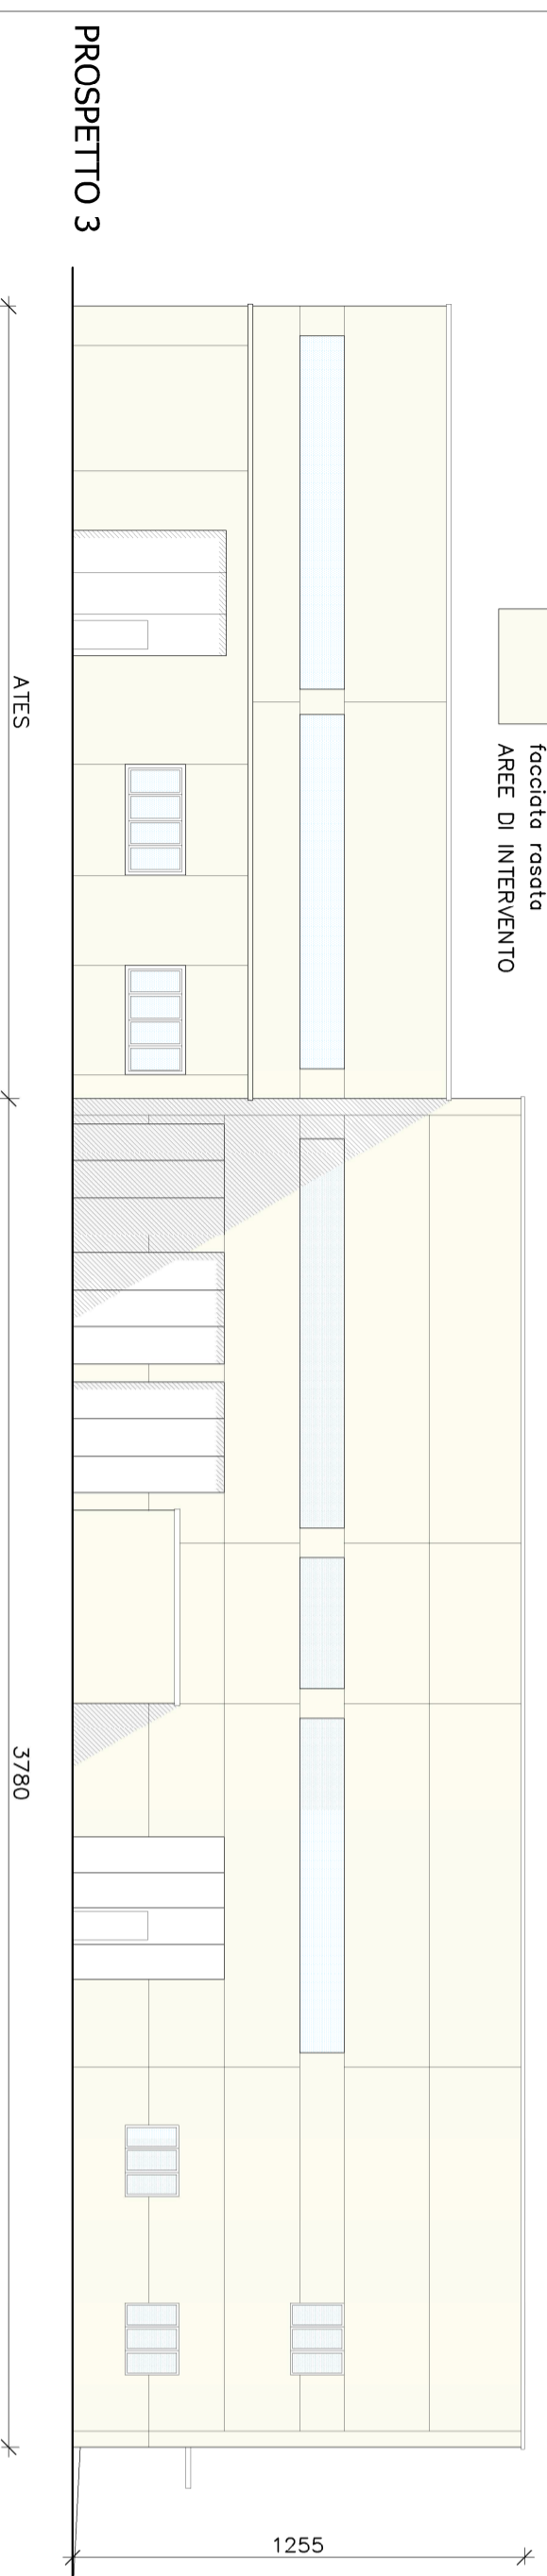 facciata rasata
AREE DI INTERVENTO
PROSPETTO 3
ATES
3780
1255